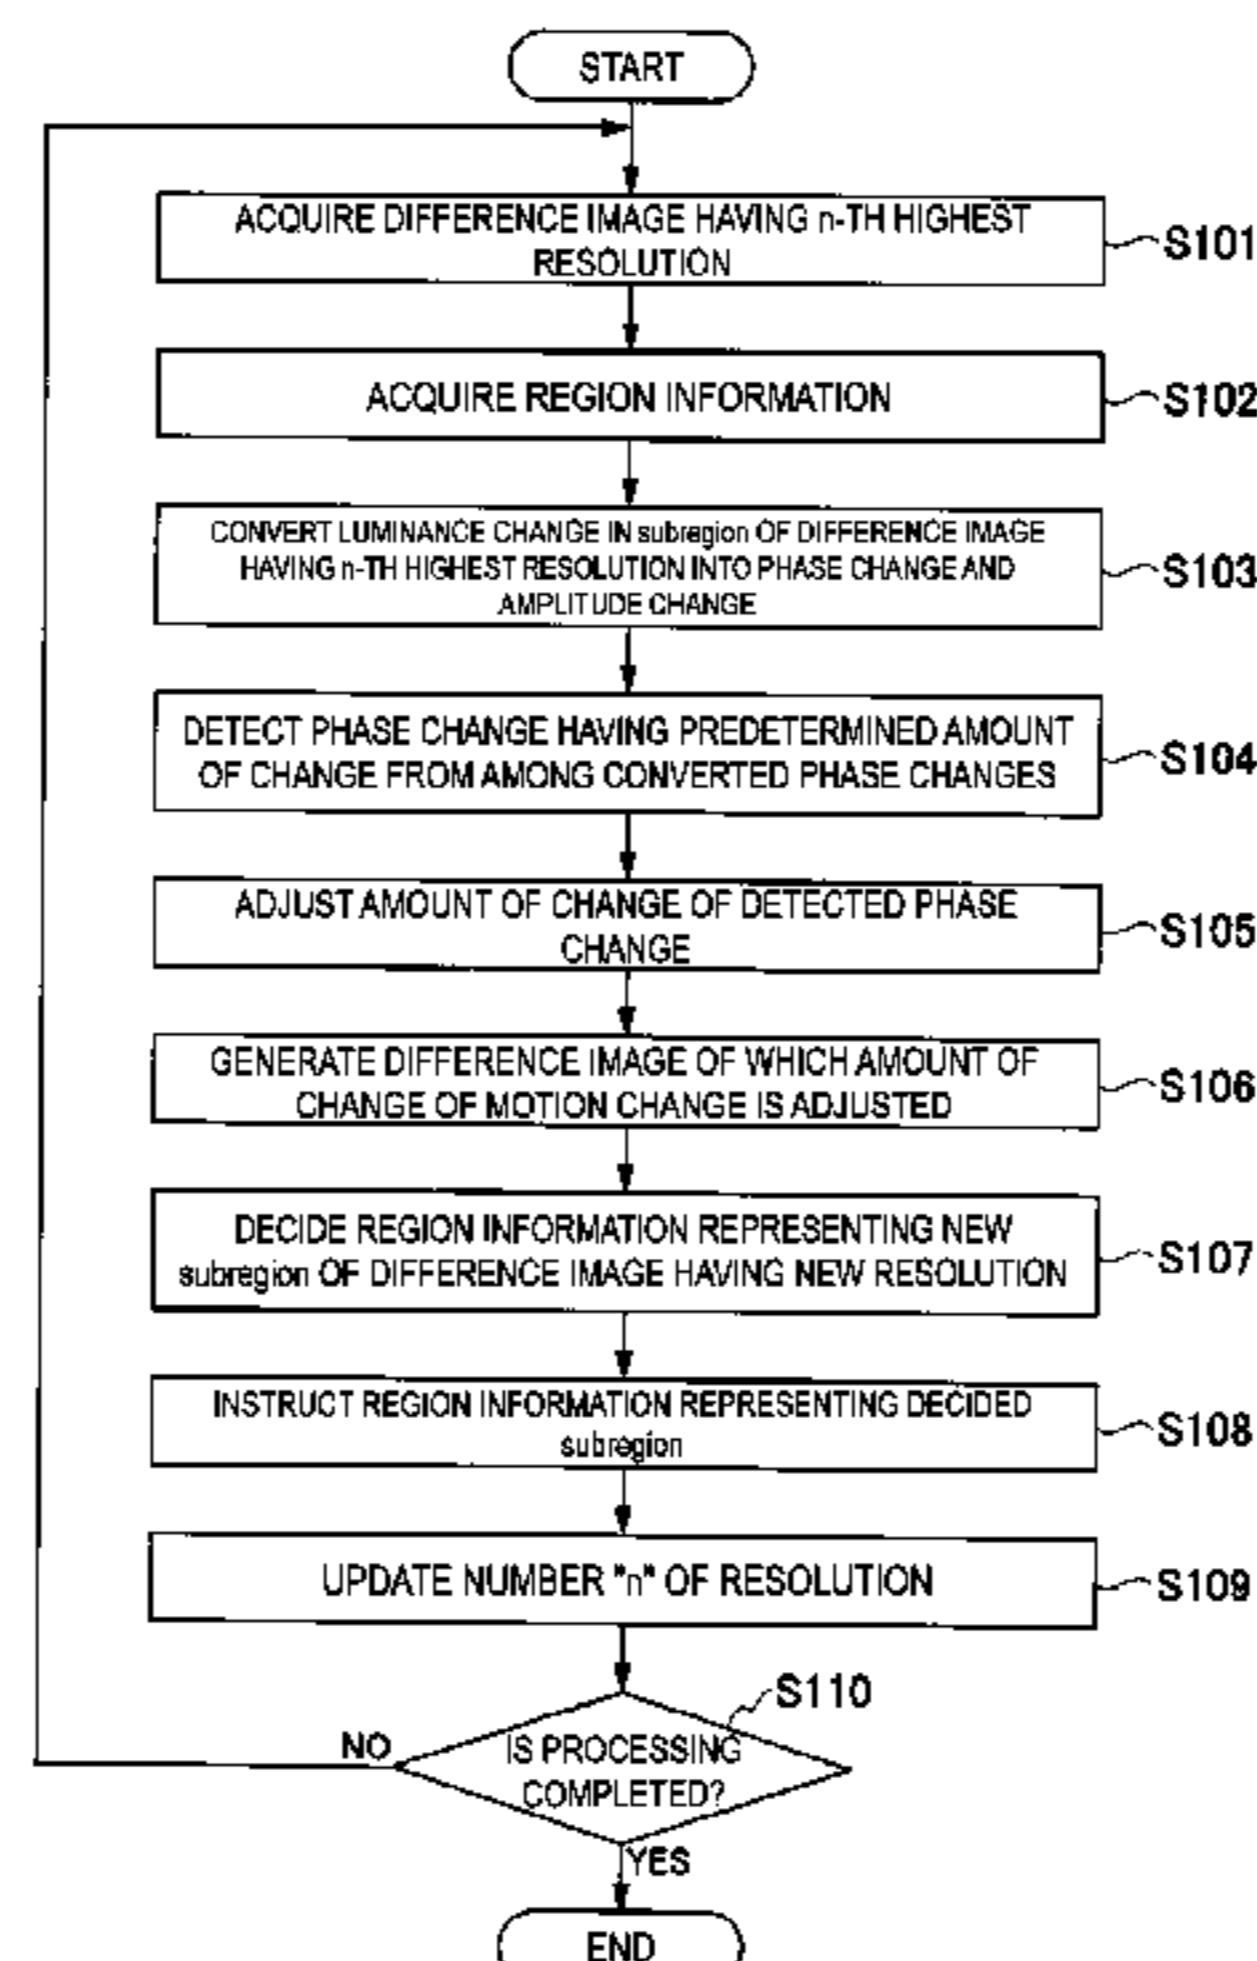 START
ACQUIRE DIFFERENCE IMAGE HAVING n-TH HIGHEST
RESOLUTION
S101
ACQUIRE REGION INFORMATION
S102
CONVERT LUMINANCE CHANGE IN subregion OF DIFFERENCE IMAGE
HAVING n-TH HIGHEST RESOLUTION INTO PHASE CHANGE AND
AMPLITUDE CHANGE
S103
DETECT PHASE CHANGE HAVING PREDETERMINED AMOUNT
OF CHANGE FROM AMONG CONVERTED PHASE CHANGES
S104
ADJUST AMOUNT OF CHANGE OF DETECTED PHASE
CHANGE
S105
GENERATE DIFFERENCE IMAGE OF WHICH AMOUNT OF
CHANGE OF MOTION CHANGE IS ADJUSTED
S106
DECIDE REGION INFORMATION REPRESENTING NEW
subregion OF DIFFERENCE IMAGE HAVING NEW RESOLUTION
S107
INSTRUCT REGION INFORMATION REPRESENTING DECIDED
subregion
S108
UPDATE NUMBER "n" OF RESOLUTION
S109
S110
NO
IS PROCESSING
COMPLETED?
YES
END